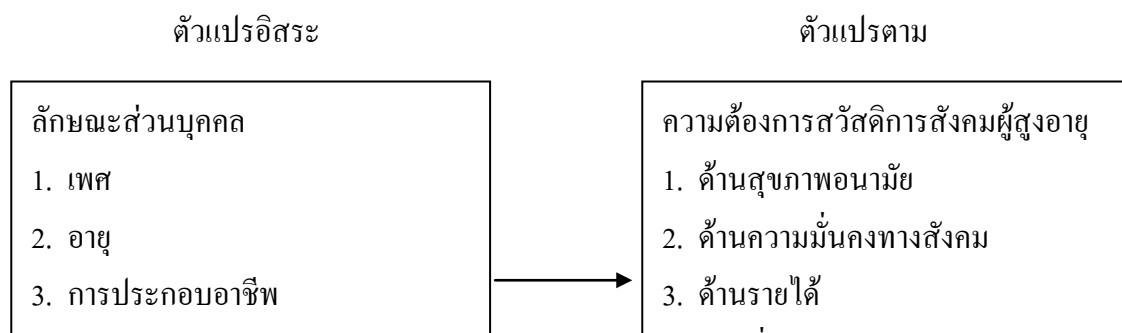 ตัวแปรอิสระ
ตัวแปรตาม
ลักษณะส่วนบุคคล
1. เพศ
2. อายุ
3. การประกอบอาชีพ
ความต้องการสวัสดิการสังคมผู้สูงอายุ
1. ด้านสุขภาพอนามัย
2. ด้านความมั่นคงทางสังคม
3. ด้านรายได้